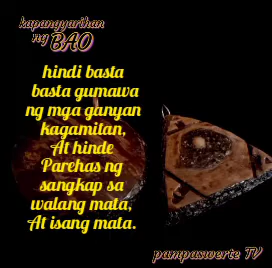 kapangyarihan
ng BAO
hindi basta
basta gumawa
ng mga ganyan
kagamitan,
At hinde
Parehas ng
sangkap sa
walang mata,
At isang mata.
pampaswerte TV